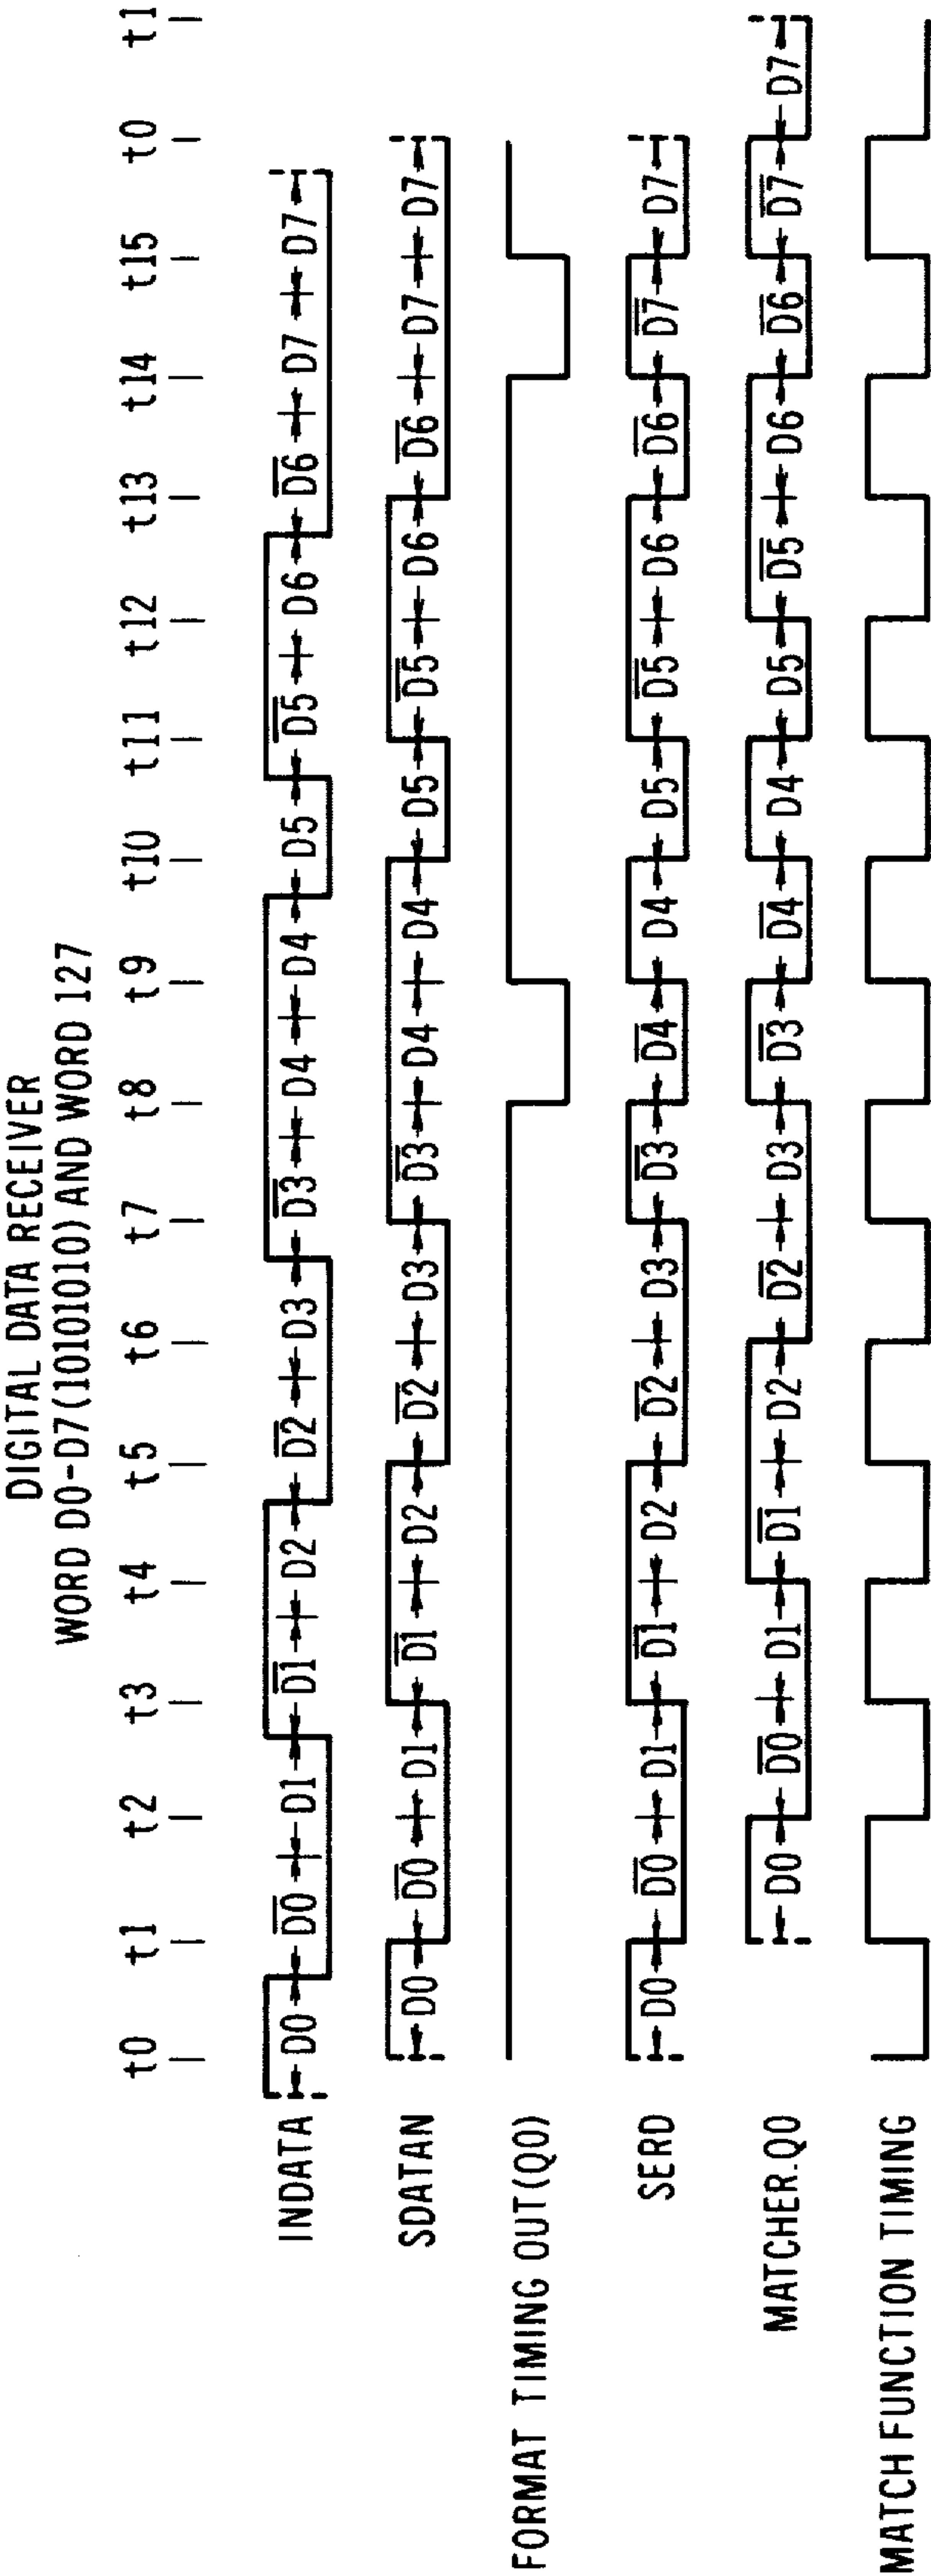 DIGITAL DATA RECEIVER
WORD D0-D7(10101010) AND WORD 127
t0 t1 t2 t3 t4 t5 t6 t7 t8 t9 t10 t11 t12 t13 t14 t15 t0 t1
INDATA D0 D̅0̅ D1 D̅1̅ D2 D̅2̅ D3 D̅3̅ D4 D4 D5 D̅5̅ D6 D̅6̅ D7 D7
SDATAN D0 D̅0̅ D1 D̅1̅ D2 D̅2̅ D3 D̅3̅ D4 D4 D5 D̅5̅ D6 D̅6̅ D7 D7
FORMAT TIMING OUT(Q0)
SERD D0 D̅0̅ D1 D̅1̅ D2 D̅2̅ D3 D̅3̅ D̅4̅ D4 D5 D̅5̅ D6 D̅6̅ D̅7̅ D7
MATCHER.Q0 D0 D̅0̅ D1 D̅1̅ D2 D̅2̅ D3 D̅3̅ D̅4̅ D4 D5 D̅5̅ D6 D̅6̅ D̅7̅ D7
MATCH FUNCTION TIMING